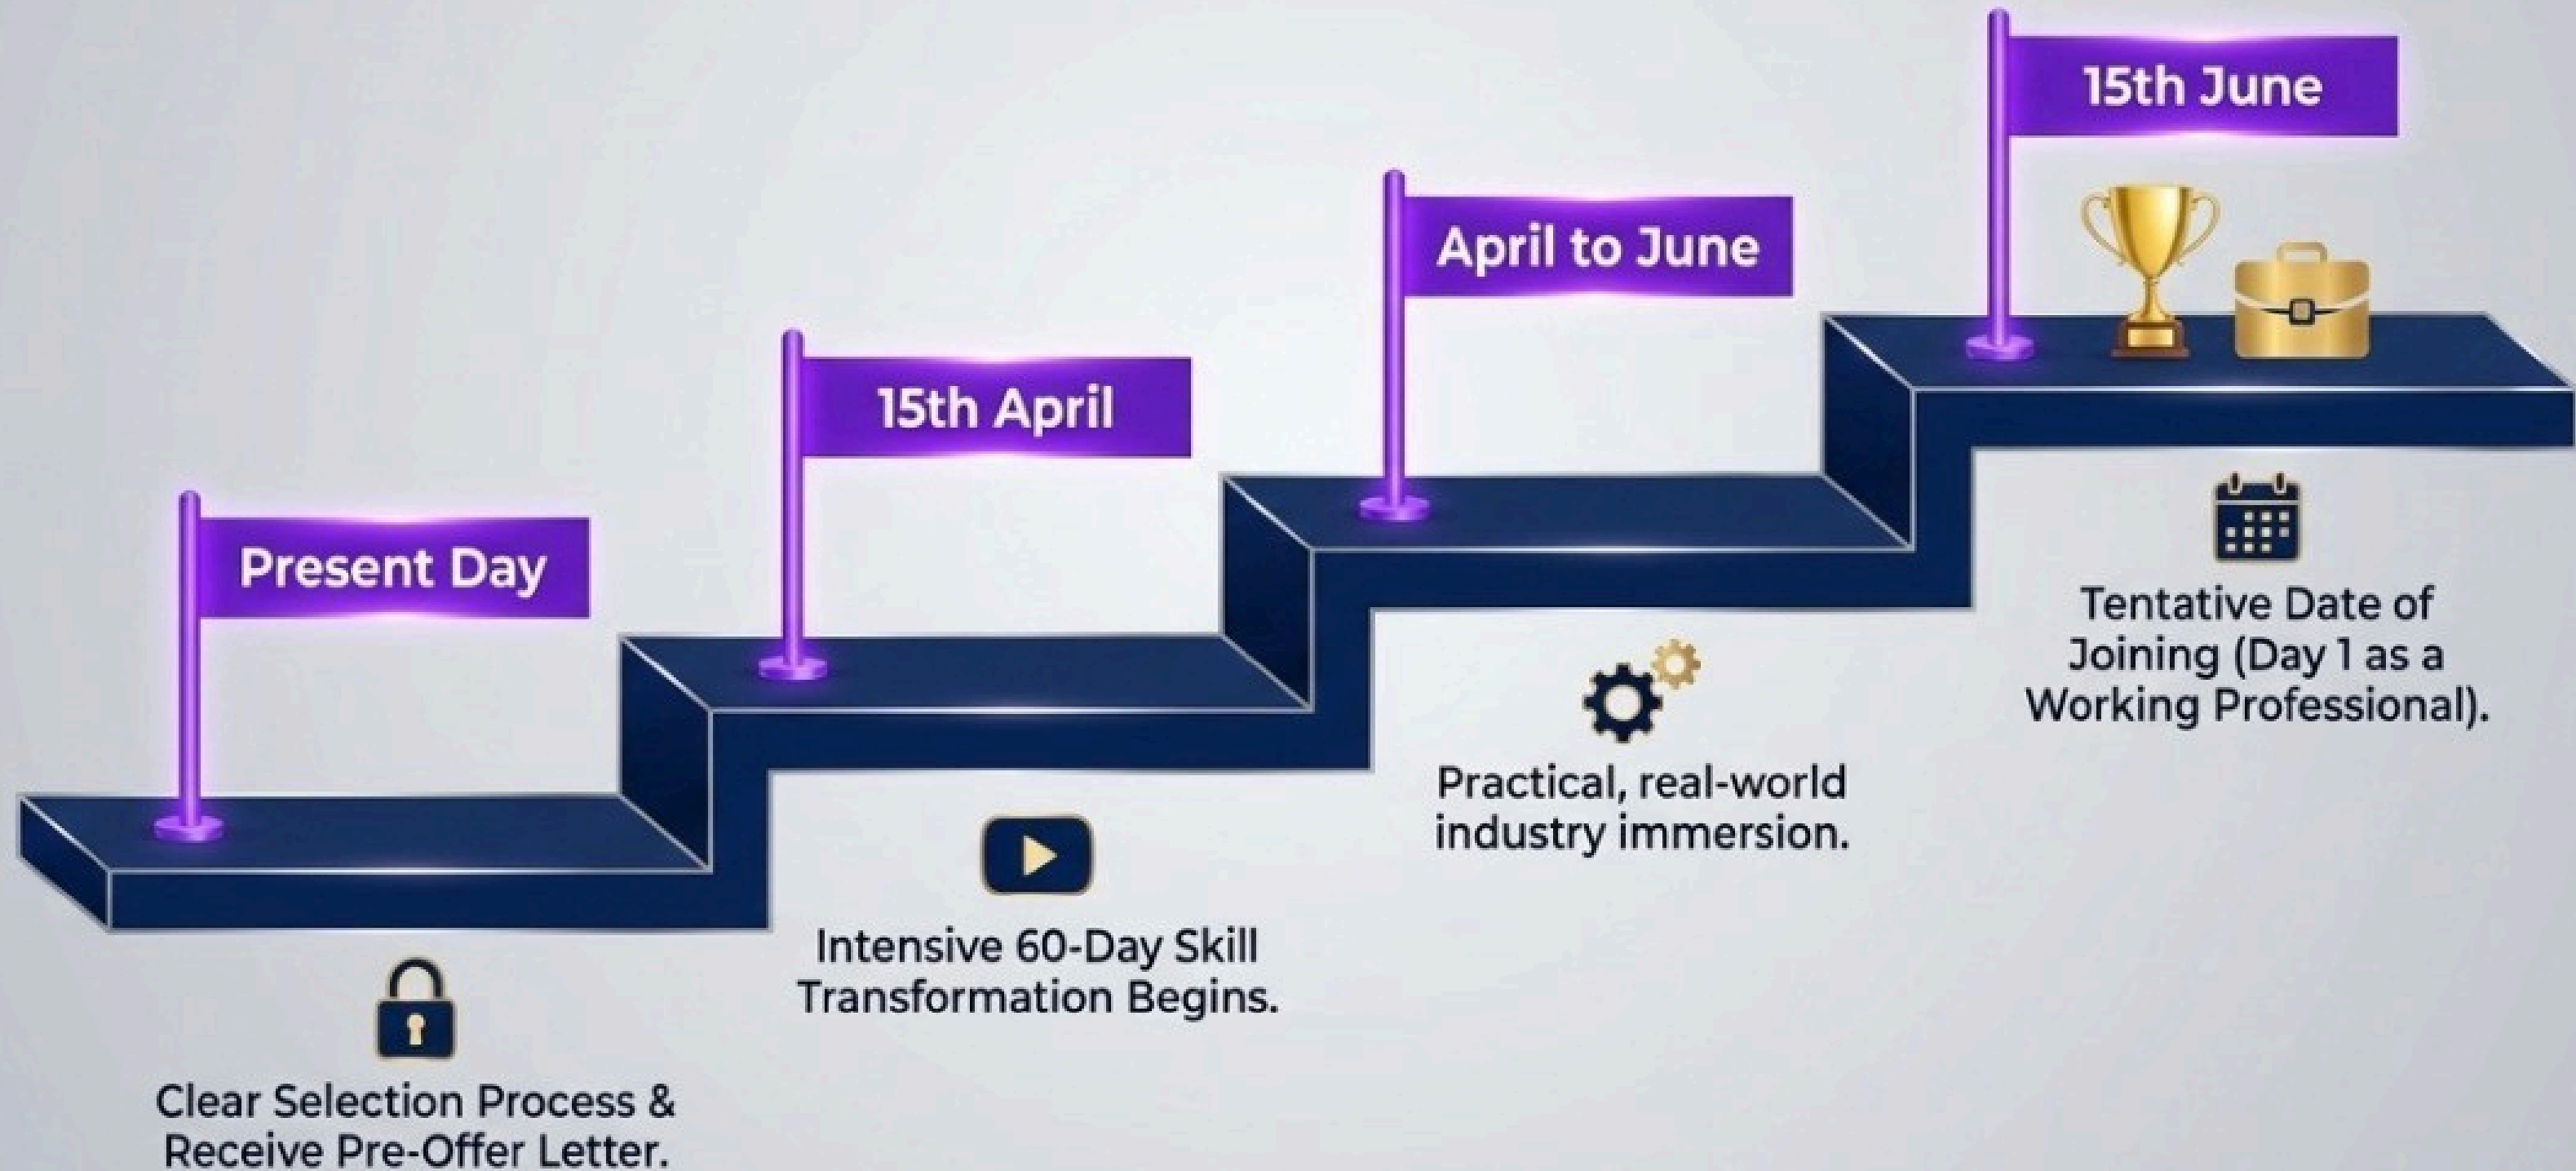 Present Day
Clear Selection Process &
Receive Pre-Offer Letter.
15th April
Intensive 60-Day Skill
Transformation Begins.
April to June
Practical, real-world
industry immersion.
15th June
Tentative Date of
Joining (Day 1 as a
Working Professional).